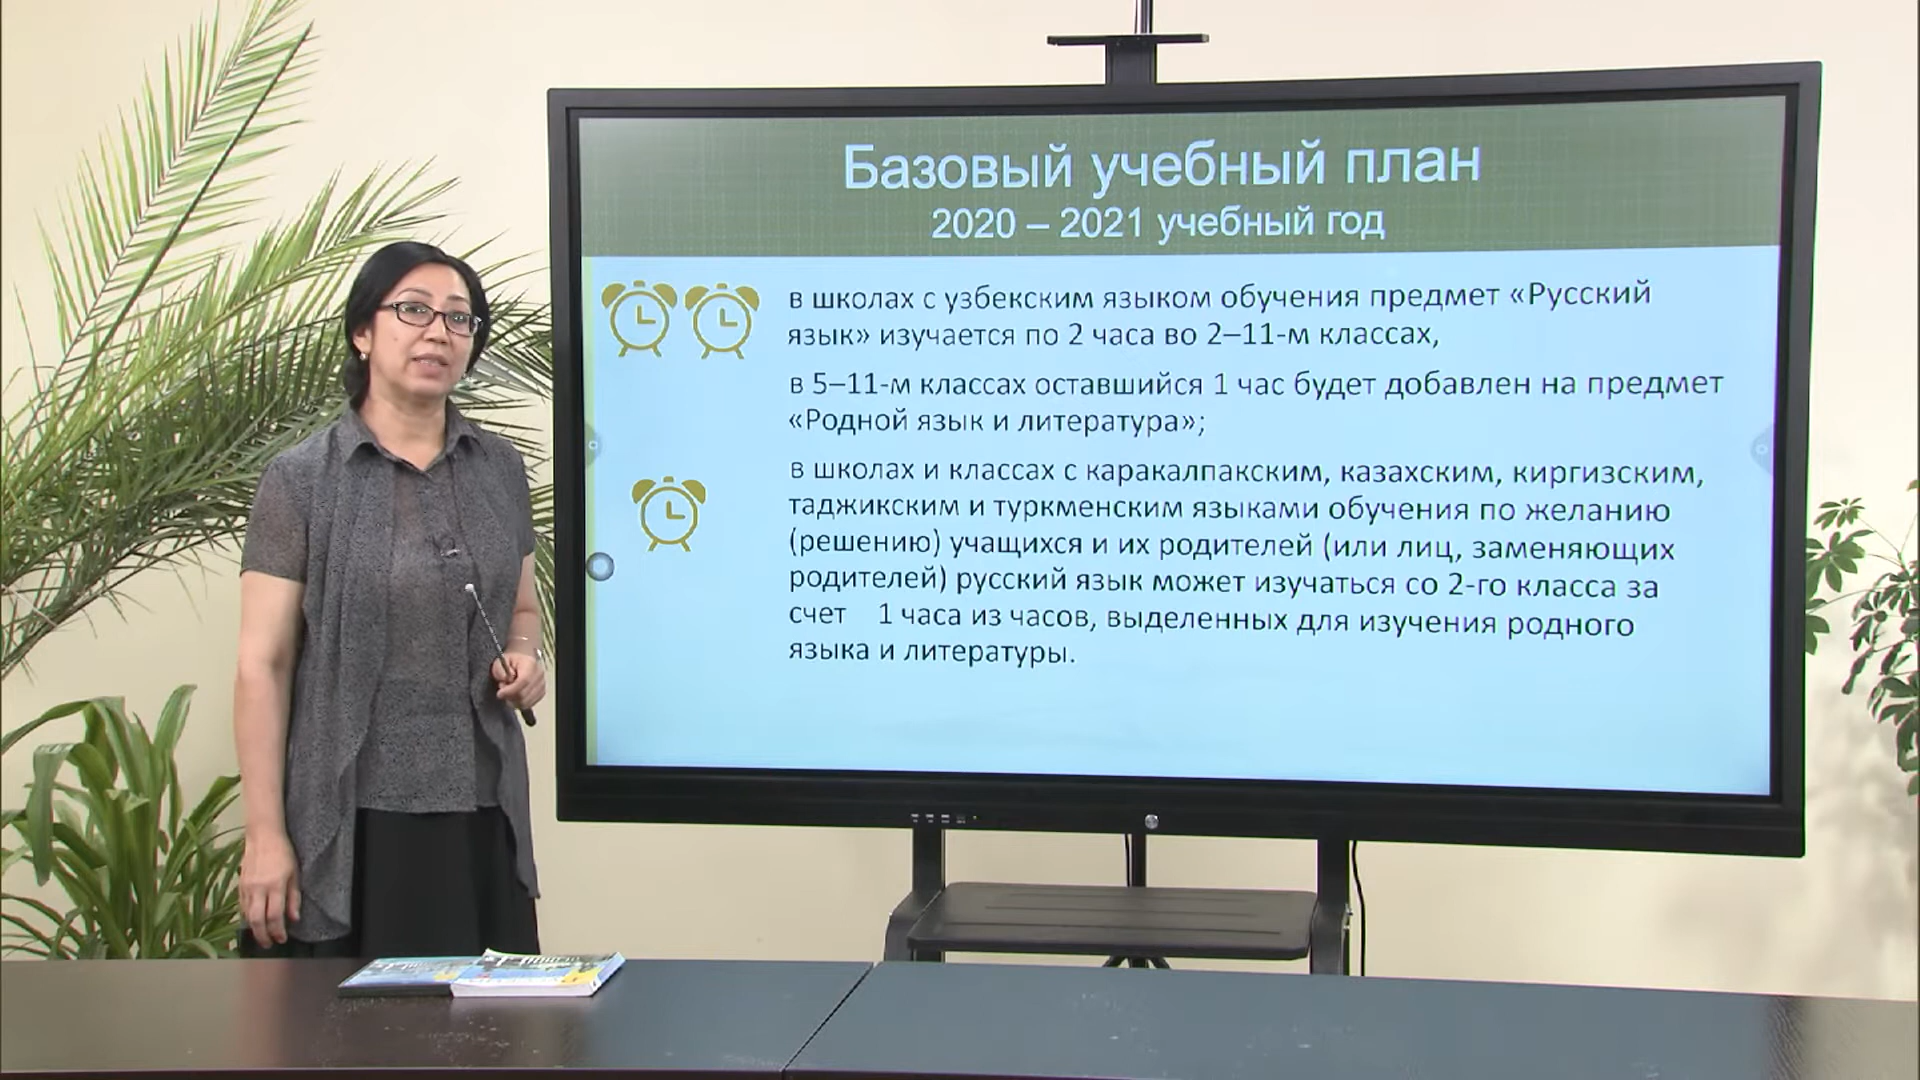 Базовый учебный план
2020 – 2021 учебный год
в школах с узбекским языком обучения предмет «Русский
язык» изучается по 2 часа во 2–11-м классах,
в 5–11-м классах оставшийся 1 час будет добавлен на предмет
«Родной язык и литература»;
в школах и классах с каракалпакским, казахским, киргизским,
таджикским и туркменским языками обучения по желанию
(решению) учащихся и их родителей (или лиц, заменяющих
родителей) русский язык может изучаться со 2-го класса за
счет 1 часа из часов, выделенных для изучения родного
языка и литературы.